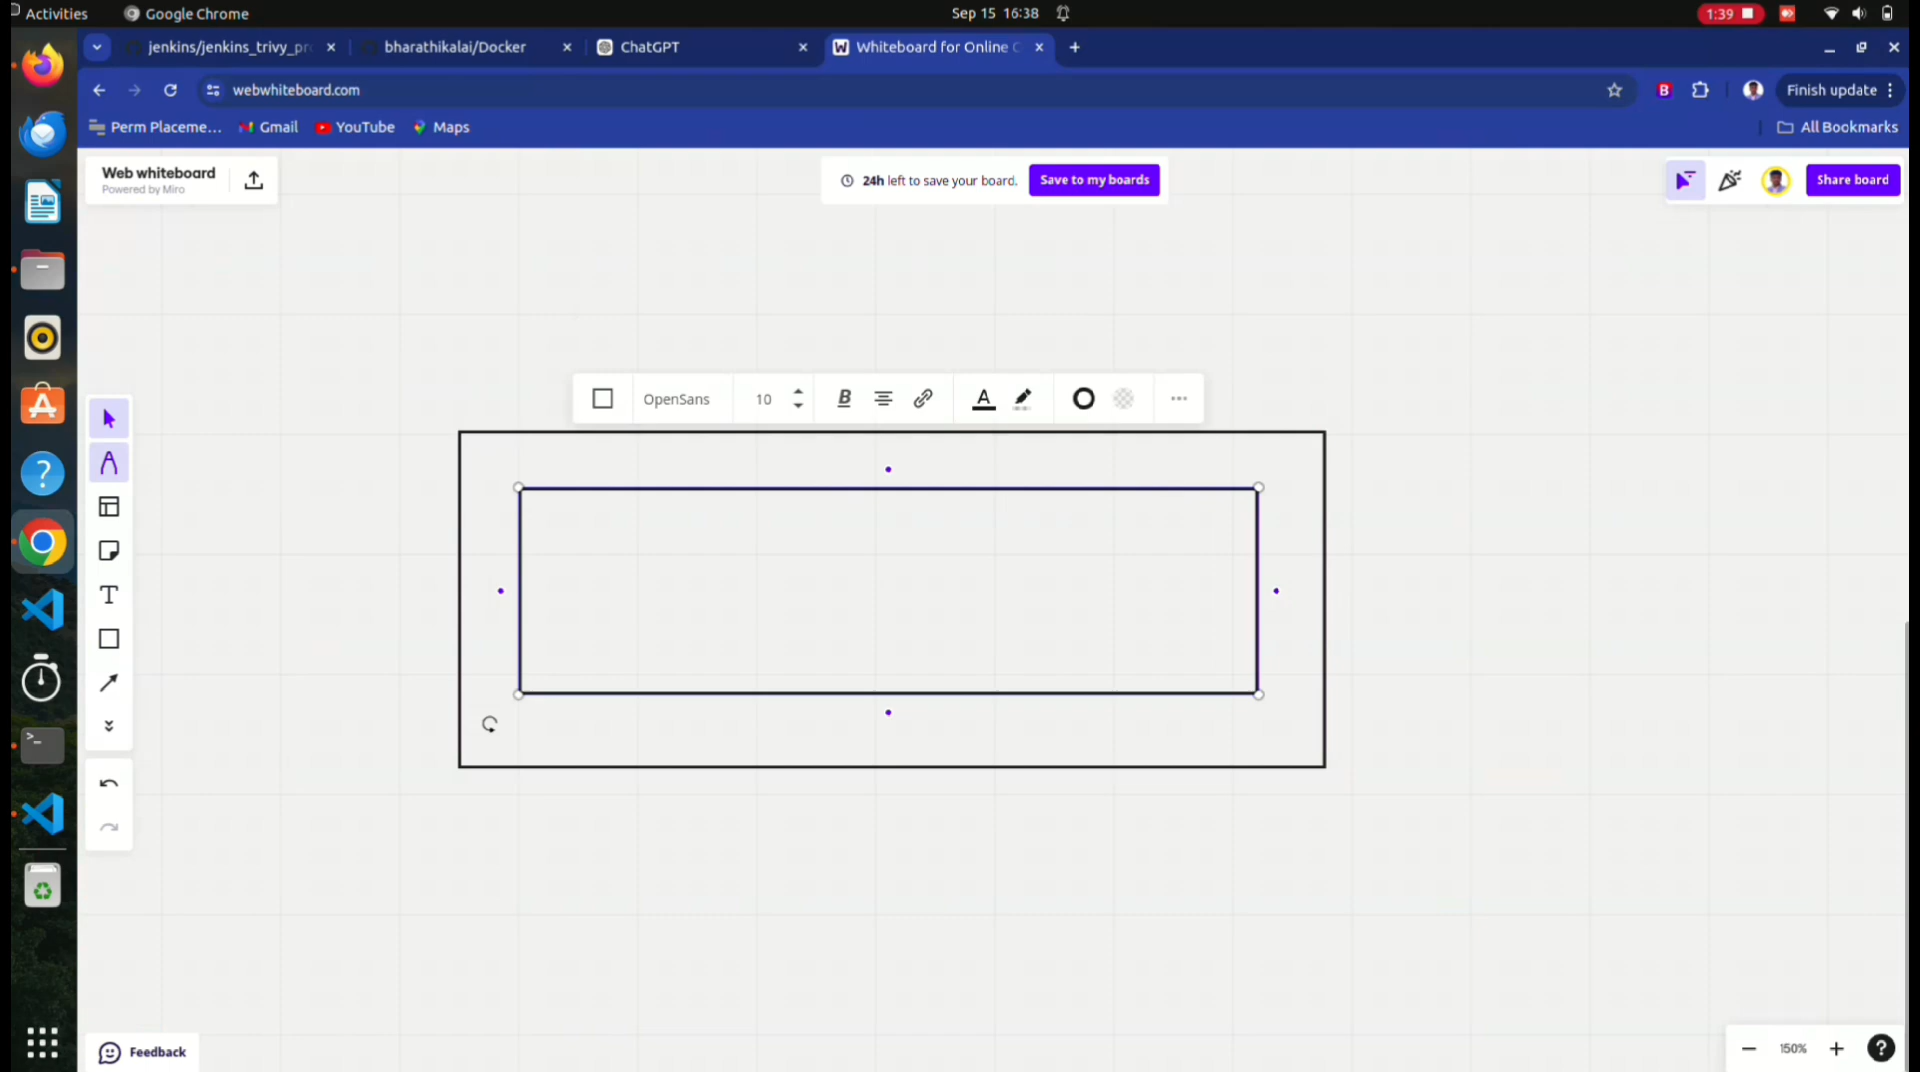 Activities
Google Chrome
Sep 15 16:38
1:39
jenkins/jenkins_trivy_pr
bharathikalai/Docker
ChatGPT
Whiteboard for Online C
webwhiteboard.com
Finish update
Perm Placeme...
Gmail
YouTube
Maps
All Bookmarks
Web whiteboard
Powered by Miro
24h left to save your board.
Save to my boards
Share board
OpenSans
10
B
A
T
Feedback
150%